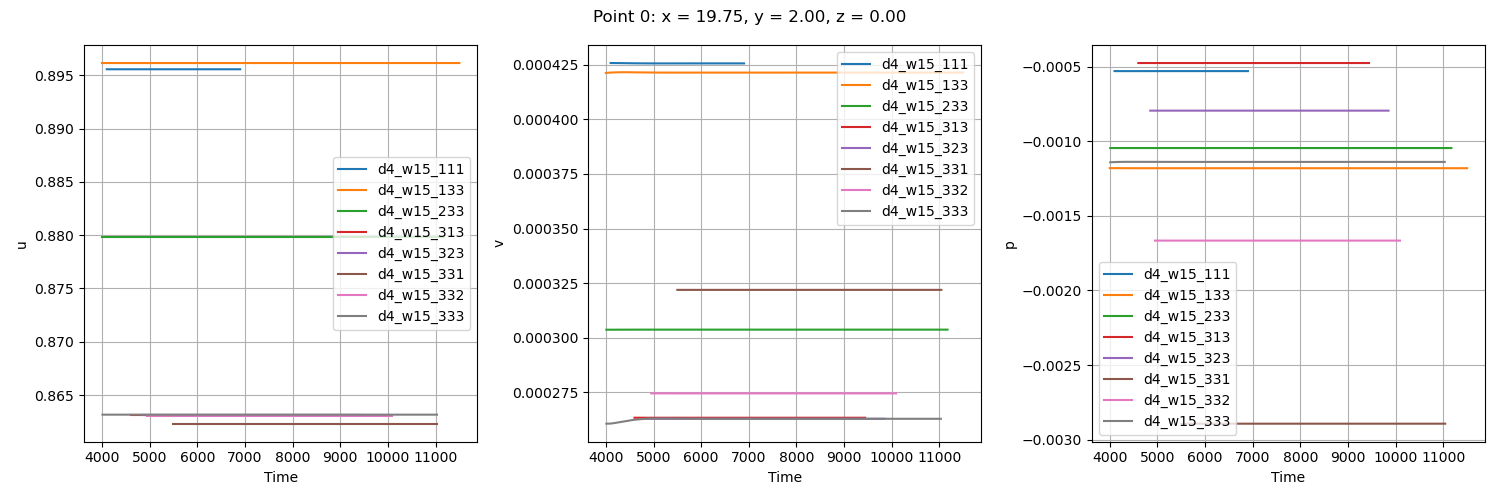 Point 0: x = 19.75, y = 2.00, z = 0.00
0.895
0.890
0.885
0.880
0.875
0.870
0.865
u
4000 5000 6000 7000 8000 9000 10000 11000
Time
d4_w15_111
d4_w15_133
d4_w15_233
d4_w15_313
d4_w15_323
d4_w15_331
d4_w15_332
d4_w15_333
0.000425
0.000400
0.000375
0.000350
0.000325
0.000300
0.000275
v
4000 5000 6000 7000 8000 9000 10000 11000
Time
d4_w15_111
d4_w15_133
d4_w15_233
d4_w15_313
d4_w15_323
d4_w15_331
d4_w15_332
d4_w15_333
−0.0005
−0.0010
−0.0015
−0.0020
−0.0025
−0.0030
p
4000 5000 6000 7000 8000 9000 10000 11000
Time
d4_w15_111
d4_w15_133
d4_w15_233
d4_w15_313
d4_w15_323
d4_w15_331
d4_w15_332
d4_w15_333